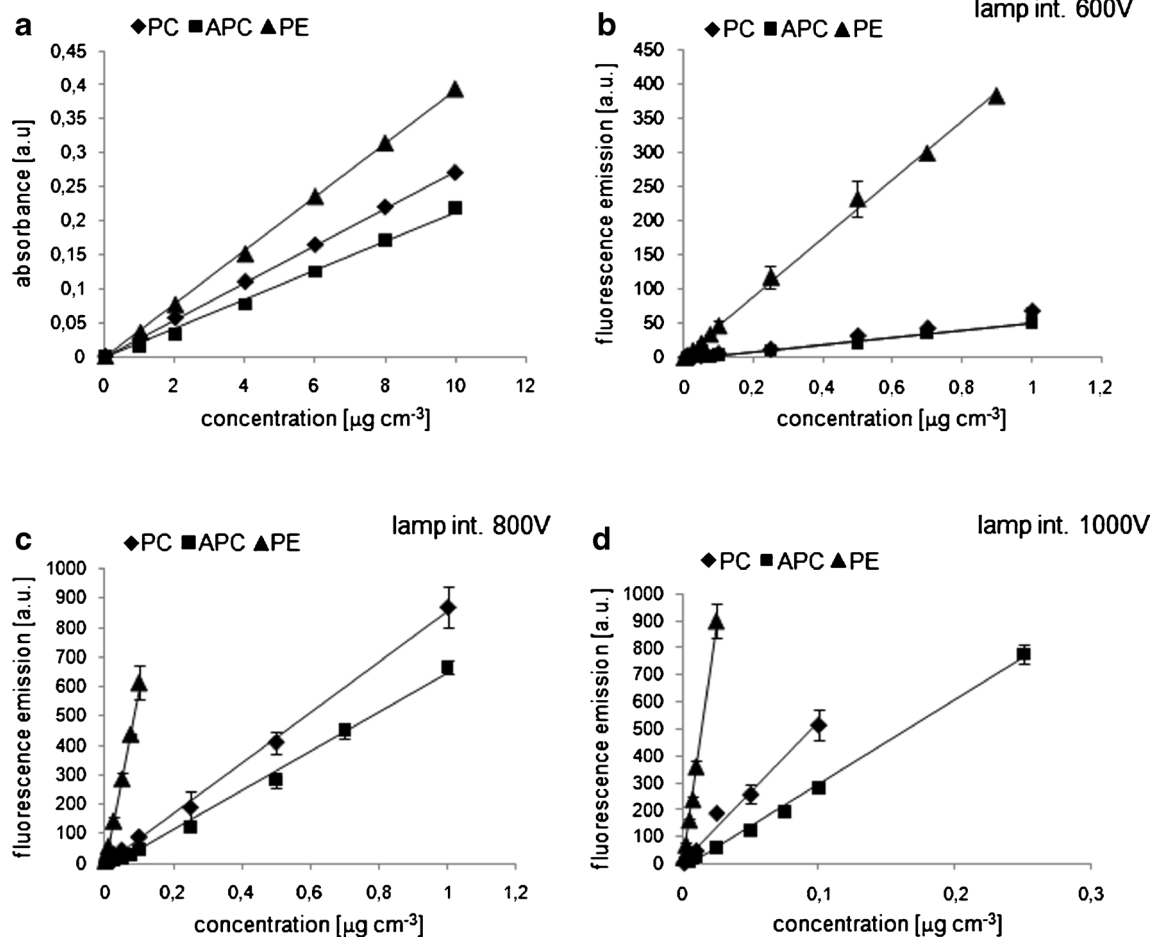 a
◆PC ■APC ▲PE
absorbance [a.u]
0,45
0,4
0,35
0,3
0,25
0,2
0,15
0,1
0,05
0
0 2 4 6 8 10 12
concentration [µg cm-3]
lamp int. 600V
b
◆PC ■APC ▲PE
fluorescence emission [a.u.]
450
400
350
300
250
200
150
100
50
0
0 0,2 0,4 0,6 0,8 1 1,2
concentration [µg cm-3]
lamp int. 800V
c
◆PC ■APC ▲PE
fluorescence emission [a.u.]
1000
900
800
700
600
500
400
300
200
100
0
0 0,2 0,4 0,6 0,8 1 1,2
concentration [µg cm-3]
lamp int. 1000V
d
◆PC ■APC ▲PE
fluorescence emission [a.u.]
1000
900
800
700
600
500
400
300
200
100
0
0 0,1 0,2 0,3
concentration [µg cm-3]